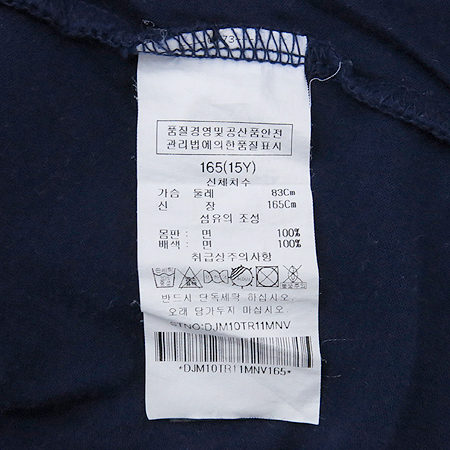 품질경영및공산품안전
관리법에의한품질표시
165(15Y)
신체치수
가슴 둘레 83Cm
신 장 165Cm
섬유의 조성
몸판 : 면 100%
배색 : 면 100%
취급상주의사항
반드시 단독세탁 하십시오.
오래 담가두지 마십시오.
STNO:DJM10TR11MNV
*DJM10TR11MNV165*